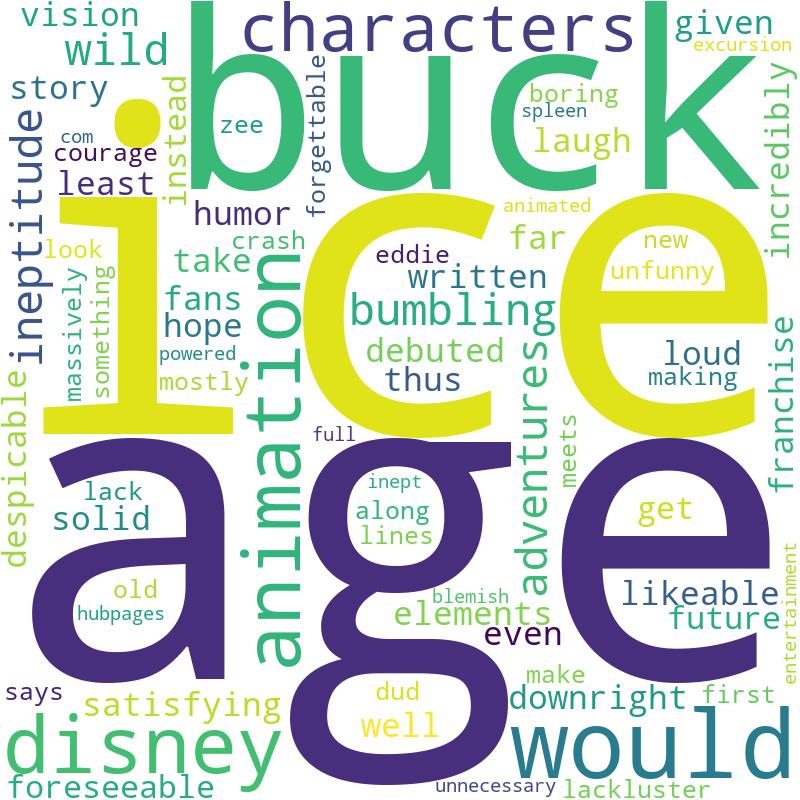 vision
characters
given
excursion
wild
buck
story
boring
spleen
laugh
zee
forgettable
instead
incredibly
com
courage
ineptitude
least
humor
animated
look
crash
far
new
take
eddie
unfunny
ice
written
massively
something
fans
bumbling
hope
debuted
loud
powered
thus
making
mostly
animation
adventures
franchise
despicable
full
meets
age
lack
inept
get
solid
along
lines
old
blemish
likeable
hubpages
elements
future
even
entertainment
says
dud
make
satisfying
well
downright
first
disney
would
foreseeable
unnecessary
lackluster